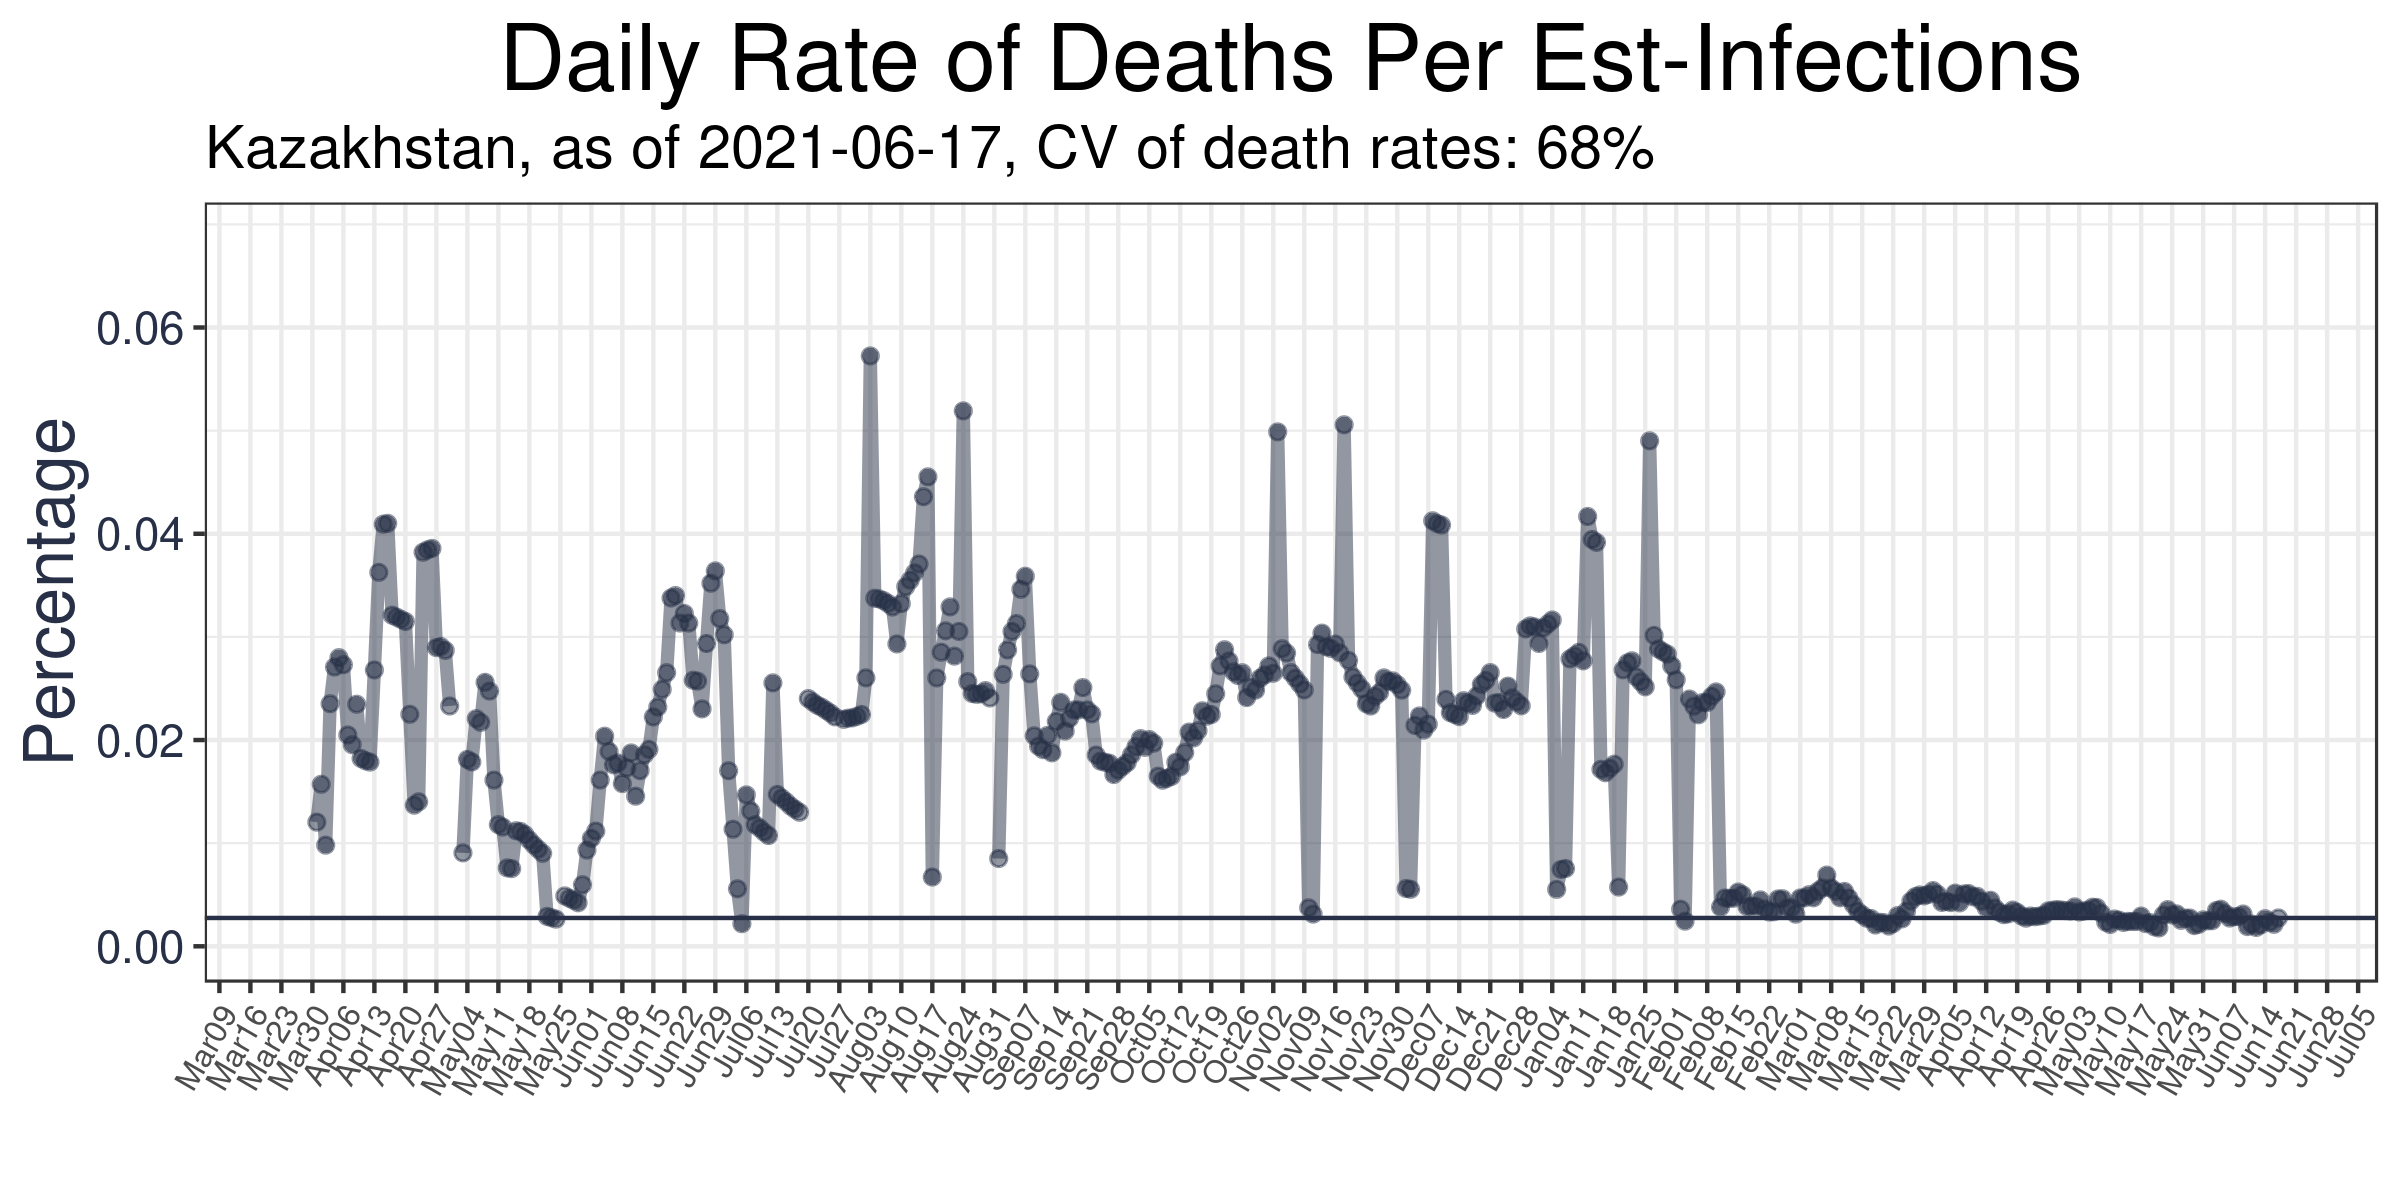 Daily Rate of Deaths Per Est-Infections
Kazakhstan, as of 2021-06-17, CV of death rates: 68%
Percentage
0.06
0.04
0.02
0.00
Mar09 Mar16 Mar23 Mar30 Apr06 Apr13 Apr20 Apr27 May04 May11 May18 May25 Jun01 Jun08 Jun15 Jun22 Jun29 Jul06 Jul13 Jul20 Jul27 Aug03 Aug10 Aug17 Aug24 Aug31 Sep07 Sep14 Sep21 Sep28 Oct05 Oct12 Oct19 Oct26 Nov02 Nov09 Nov16 Nov23 Nov30 Dec07 Dec14 Dec21 Dec28 Jan04 Jan11 Jan18 Jan25 Feb01 Feb08 Feb15 Feb22 Mar01 Mar08 Mar15 Mar22 Mar29 Apr05 Apr12 Apr19 Apr26 May03 May10 May17 May24 May31 Jun07 Jun14 Jun21 Jun28 Jul05